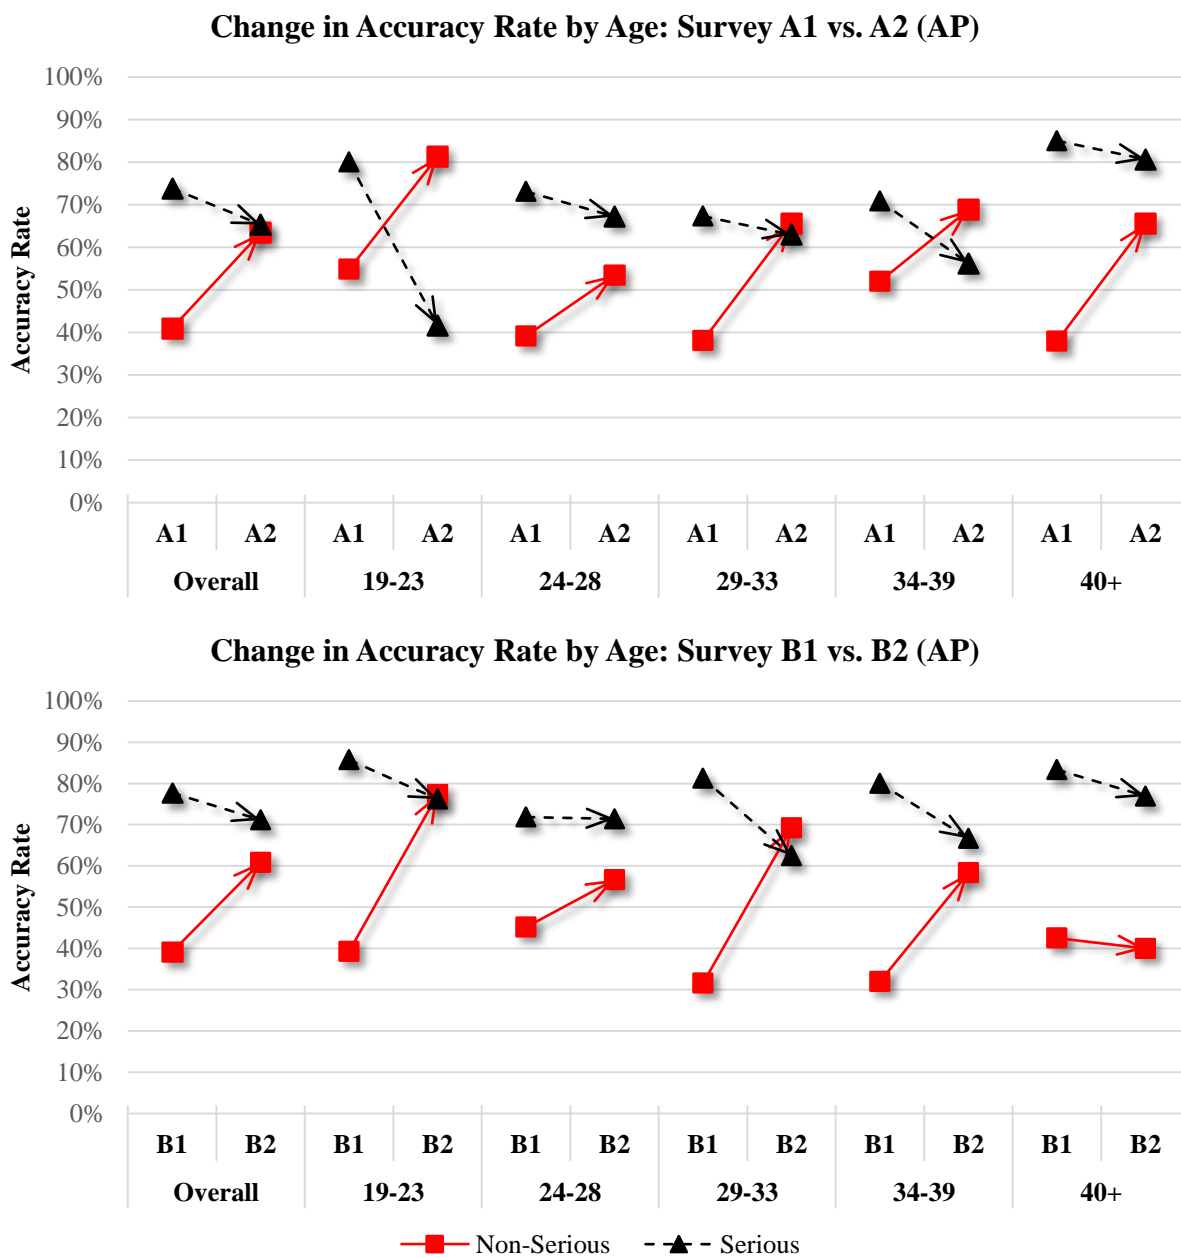 Change in Accuracy Rate by Age: Survey A1 vs. A2 (AP)
Accuracy Rate
100%
90%
80%
70%
60%
50%
40%
30%
20%
10%
0%
A1 A2 A1 A2 A1 A2 A1 A2 A1 A2 A1 A2
Overall 19-23 24-28 29-33 34-39 40+
Change in Accuracy Rate by Age: Survey B1 vs. B2 (AP)
Accuracy Rate
100%
90%
80%
70%
60%
50%
40%
30%
20%
10%
0%
B1 B2 B1 B2 B1 B2 B1 B2 B1 B2 B1 B2
Overall 19-23 24-28 29-33 34-39 40+
Non-Serious Serious